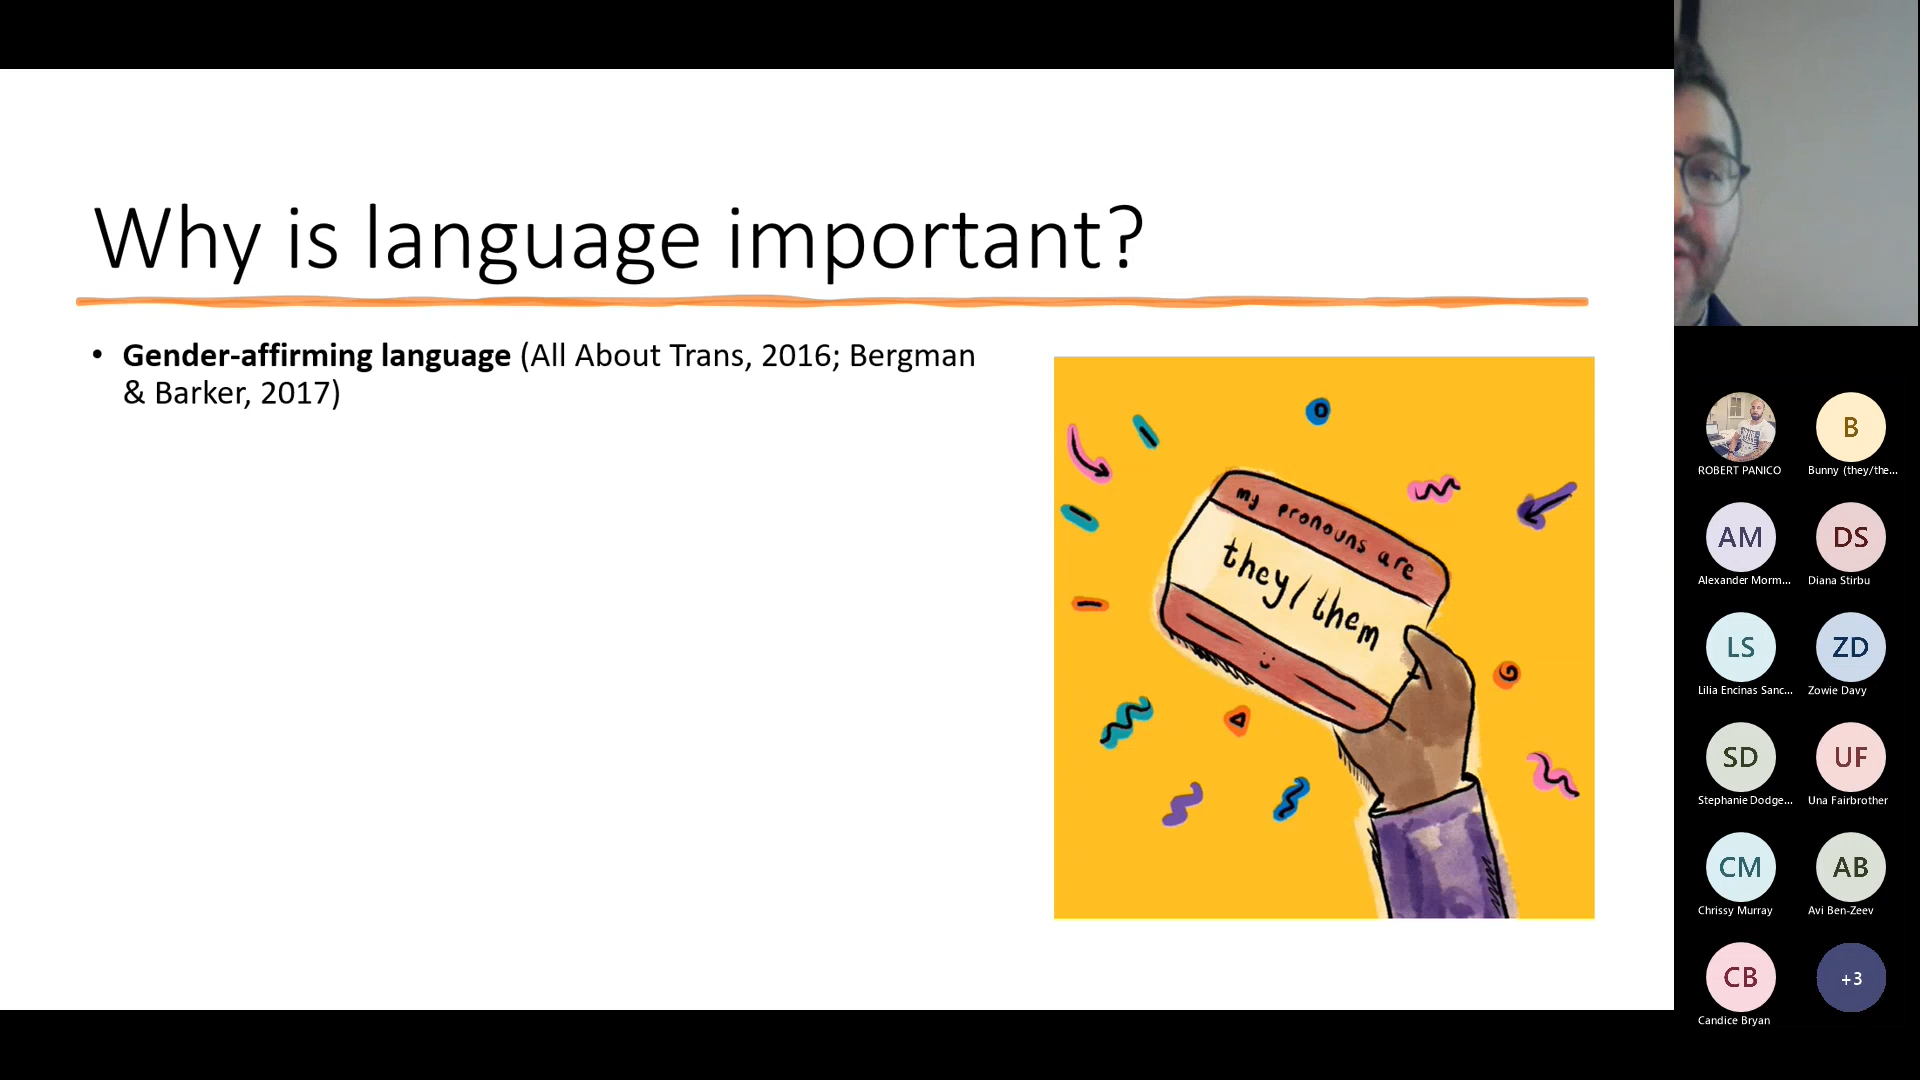 Why is language important?
• Gender-affirming language (All About Trans, 2016; Bergman
& Barker, 2017)
my pronouns are
they/them
ROBERT PANICO
B
Bunny (they/the...
AM
Alexander Morm...
DS
Diana Stirbu
LS
Lilia Encinas Sanc...
ZD
Zowie Davy
SD
Stephanie Dodge...
UF
Una Fairbrother
CM
Chrissy Murray
AB
Avi Ben-Zeev
CB
Candice Bryan
+3